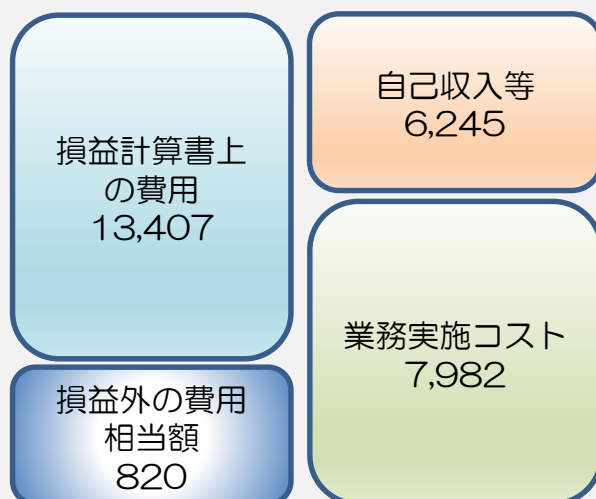 損益計算書上
の費用
13,407
損益外の費用
相当額
820
自己収入等
6,245
業務実施コスト
7,982